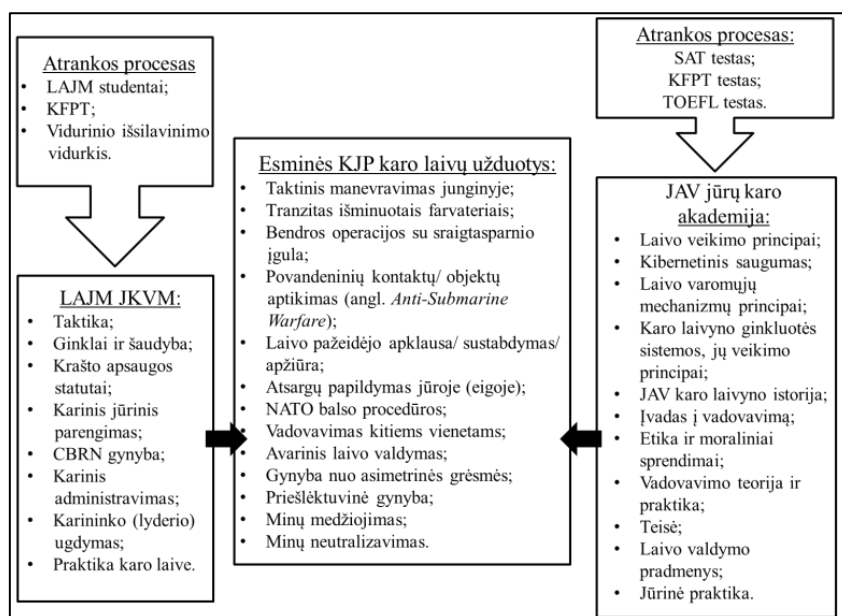 Atrankos procesas
• LAJM studentai;
• KFPT;
• Vidurinio išsilavinimo
vidurkis.
LAJM JKVM:
• Taktika;
• Ginklai ir šaudyba;
• Krašto apsaugos
statutai;
• Karinis jūrinis
parengimas;
• CBRN gynyba;
• Karinis
administravimas;
• Karininko (lyderio)
ugdymas;
• Praktika karo laive.
Esminės KJP karo laivų užduotys:
• Taktinis manevravimas junginyje;
• Tranzitas išminuotais farvateriais;
• Bendros operacijos su sraigtasparnio
įgula;
• Povandeninių kontaktų/ objektų
aptikimas (angl. Anti-Submarine
Warfare);
• Laivo pažeidėjo apklausa/ sustabdymas/
apžiūra;
• Atsargų papildymas jūroje (eigoje);
• NATO balso procedūros;
• Vadovavimas kitiems vienetams;
• Avarinis laivo valdymas;
• Gynyba nuo asimetrinės grėsmės;
• Priešlėktuvinė gynyba;
• Minų medžiojimas;
• Minų neutralizavimas.
Atrankos procesas:
SAT testas;
KFPT testas;
TOEFL testas.
JAV jūrų karo
akademija:
• Laivo veikimo principai;
• Kibernetinis saugumas;
• Laivo varomųjų
mechanizmų principai;
• Karo laivyno ginkluotės
sistemos, jų veikimo
principai;
• JAV karo laivyno istorija;
• Įvadas į vadovavimą;
• Etika ir moraliniai
sprendimai;
• Vadovavimo teorija ir
praktika;
• Teisė;
• Laivo valdymo
pradmenys;
• Jūrinė praktika.